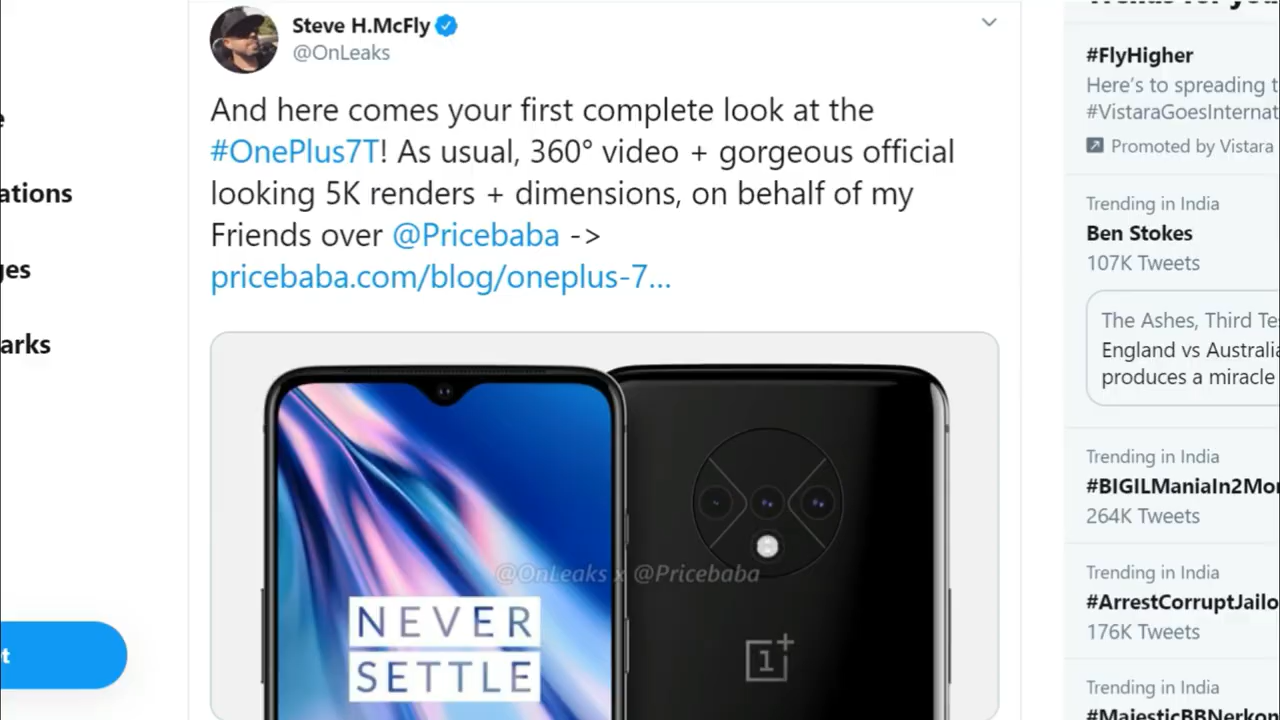 Steve H.McFly
@OnLeaks
And here comes your first complete look at the
#OnePlus7T! As usual, 360° video + gorgeous official
looking 5K renders + dimensions, on behalf of my
Friends over @Pricebaba ->
pricebaba.com/blog/oneplus-7…
@OnLeaks x @Pricebaba
NEVER
SETTLE
1+
ations
ges
arks
t
#FlyHigher
Here's to spreading t
#VistaraGoesInternat
Promoted by Vistara
Trending in India
Ben Stokes
107K Tweets
The Ashes, Third Te
England vs Australia
produces a miracle
Trending in India
#BIGILManiaIn2Mon
264K Tweets
Trending in India
#ArrestCorruptJailo
176K Tweets
Trending in India
#MajesticBBNerkon